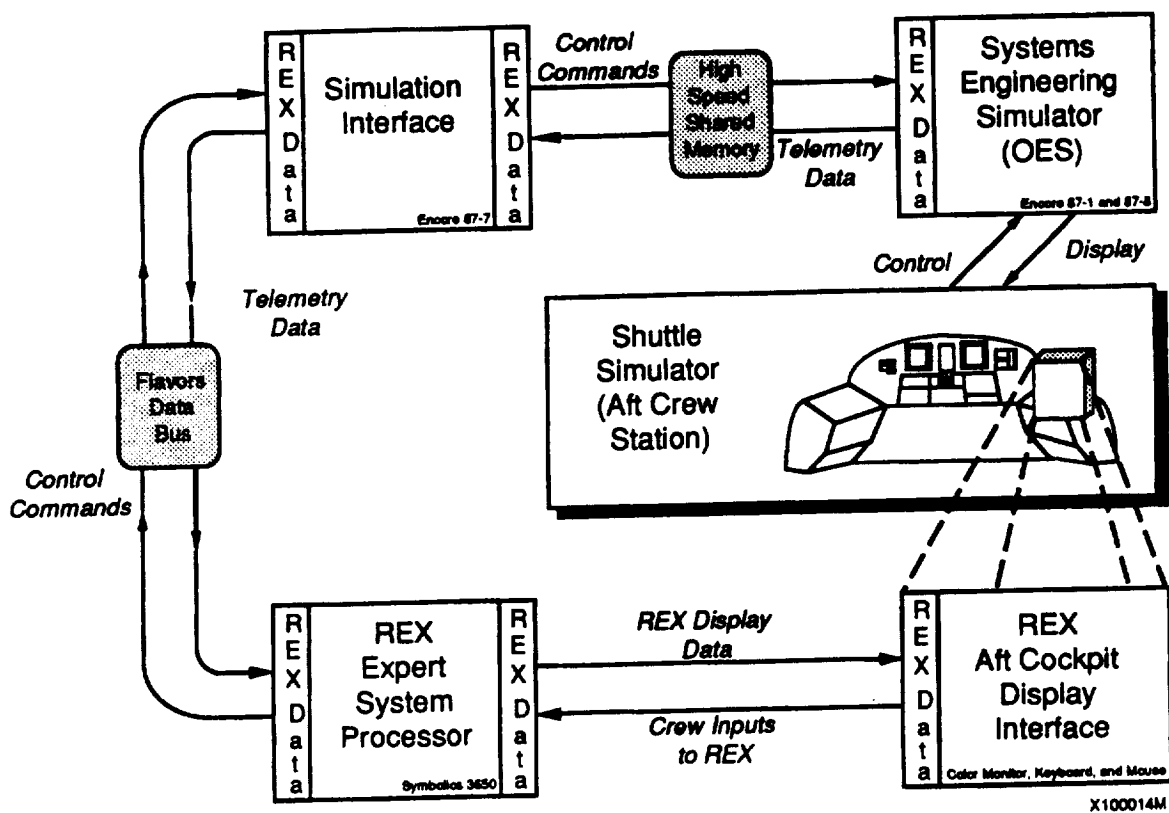 REX Data
Simulation
Interface
Encore 87-7
REX Data
Control
Commands
High
Speed
Shared
Memory
Telemetry
Data
REX Data
Systems
Engineering
Simulator
(OES)
Encore 87-1 and 87-8
Control
Display
Telemetry
Data
Flavors
Data
Bus
Control
Commands
Shuttle
Simulator
(Aft Crew
Station)
REX Data
REX
Expert
System
Processor
Symbolics 3650
REX Data
REX Display
Data
Crew Inputs
to REX
REX Data
REX
Aft Cockpit
Display
Interface
Color Monitor, Keyboard, and Mouse
X100014M